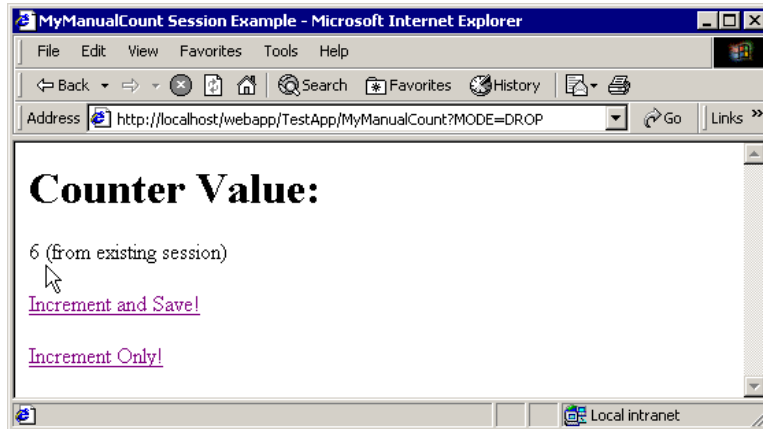 MyManualCount Session Example - Microsoft Internet Explorer
File Edit View Favorites Tools Help
Back Search Favorites History
Address http://localhost/webapp/TestApp/MyManualCount?MODE=DROP Go Links »
Counter Value:
6 (from existing session)
Increment and Save!
Increment Only!
Local intranet